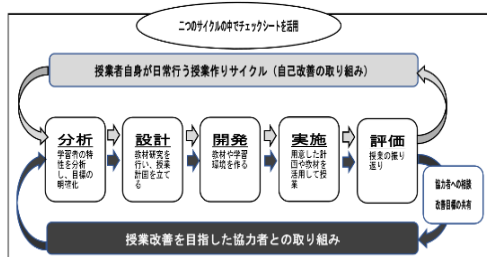 二つのサイクルの中でチェックシートを活用
授業者自身が日常行う授業作りサイクル（自己改善の取り組み）
分析
学習者の特
性を分析
し、目標の
明確化
設計
教材研究を
行い、授業
計画を立て
る
開発
教材や学習
環境を作る
実施
用意した計
画や教材を
活用して授
業
評価
授業の振り
返り
協力者への相談
改善目標の共有
授業改善を目指した協力者との取り組み